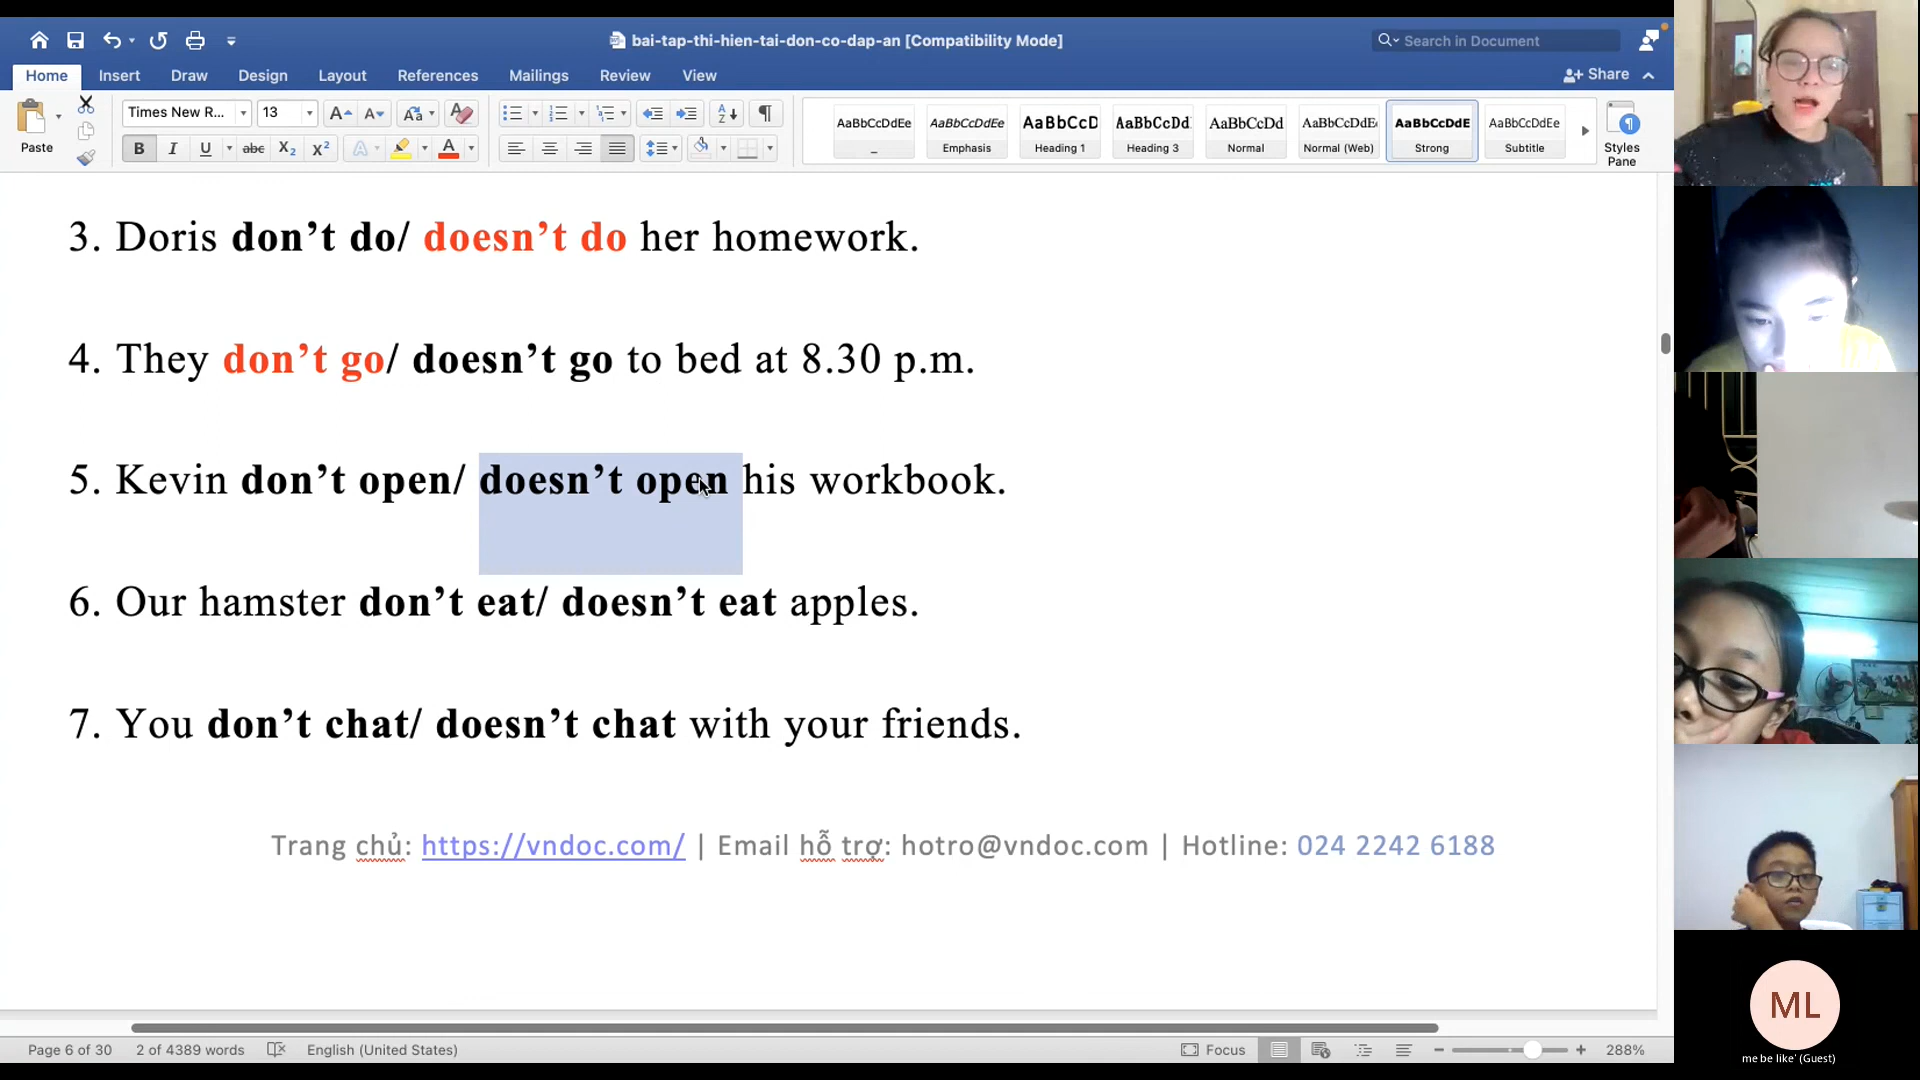 bai-tap-thi-hien-tai-don-co-dap-an [Compatibility Mode]
Search in Document
Home Insert Draw Design Layout References Mailings Review View
Share
Paste
Times New R... 13
AaBbCcDdEe AaBbCcDdEe AaBbCcD AaBbCcDd AaBbCcDd AaBbCcDdE AaBbCcDdE AaBbCcDdEe
Emphasis Heading 1 Heading 3 Normal Normal (Web) Strong Subtitle
Styles Pane
3. Doris don’t do/ doesn’t do her homework.
4. They don’t go/ doesn’t go to bed at 8.30 p.m.
5. Kevin don’t open/ doesn’t open his workbook.
6. Our hamster don’t eat/ doesn’t eat apples.
7. You don’t chat/ doesn’t chat with your friends.
Trang chủ: https://vndoc.com/ | Email hỗ trợ: hotro@vndoc.com | Hotline: 024 2242 6188
Page 6 of 30 2 of 4389 words English (United States) Focus 288%
ML
me be like' (Guest)